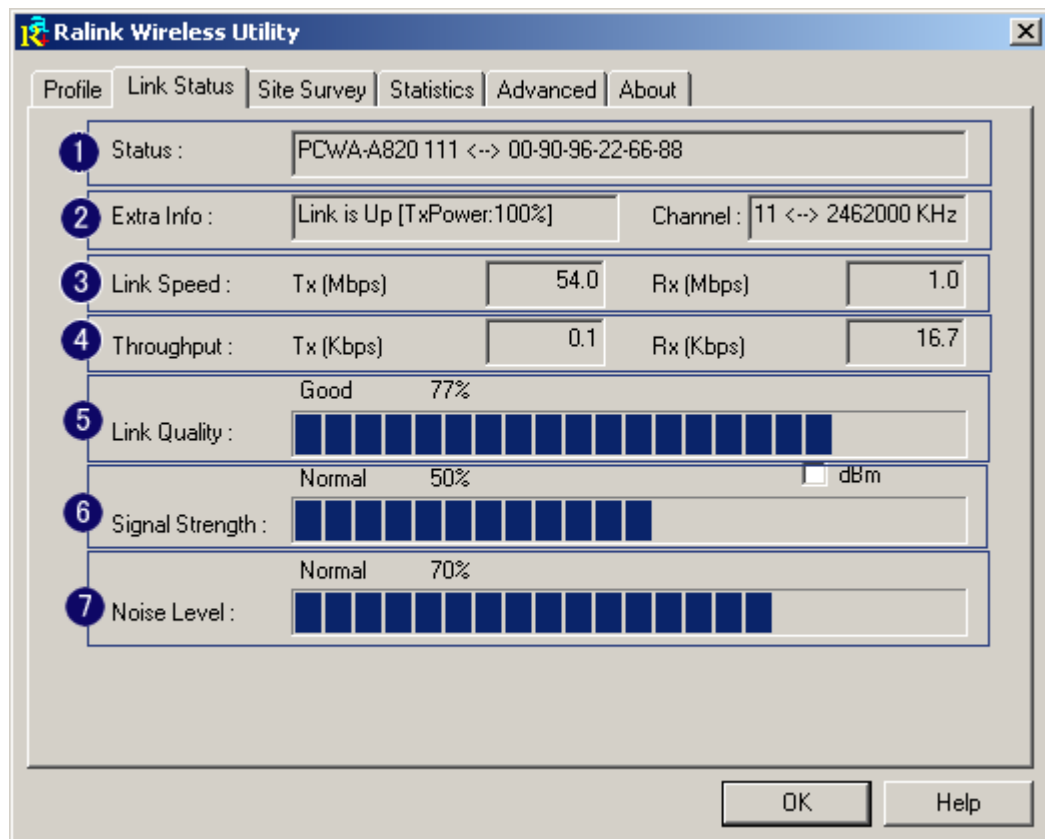 Ralink Wireless Utility
Profile Link Status Site Survey Statistics Advanced About
1 Status : PCWA-A820 111 <--> 00-90-96-22-66-88
2 Extra Info : Link is Up [TxPower:100%] Channel : 11 <--> 2462000 KHz
3 Link Speed : Tx (Mbps) 54.0 Rx (Mbps) 1.0
4 Throughput : Tx (Kbps) 0.1 Rx (Kbps) 16.7
Good 77%
5 Link Quality :
Normal 50% dBm
6 Signal Strength :
Normal 70%
7 Noise Level :
OK Help